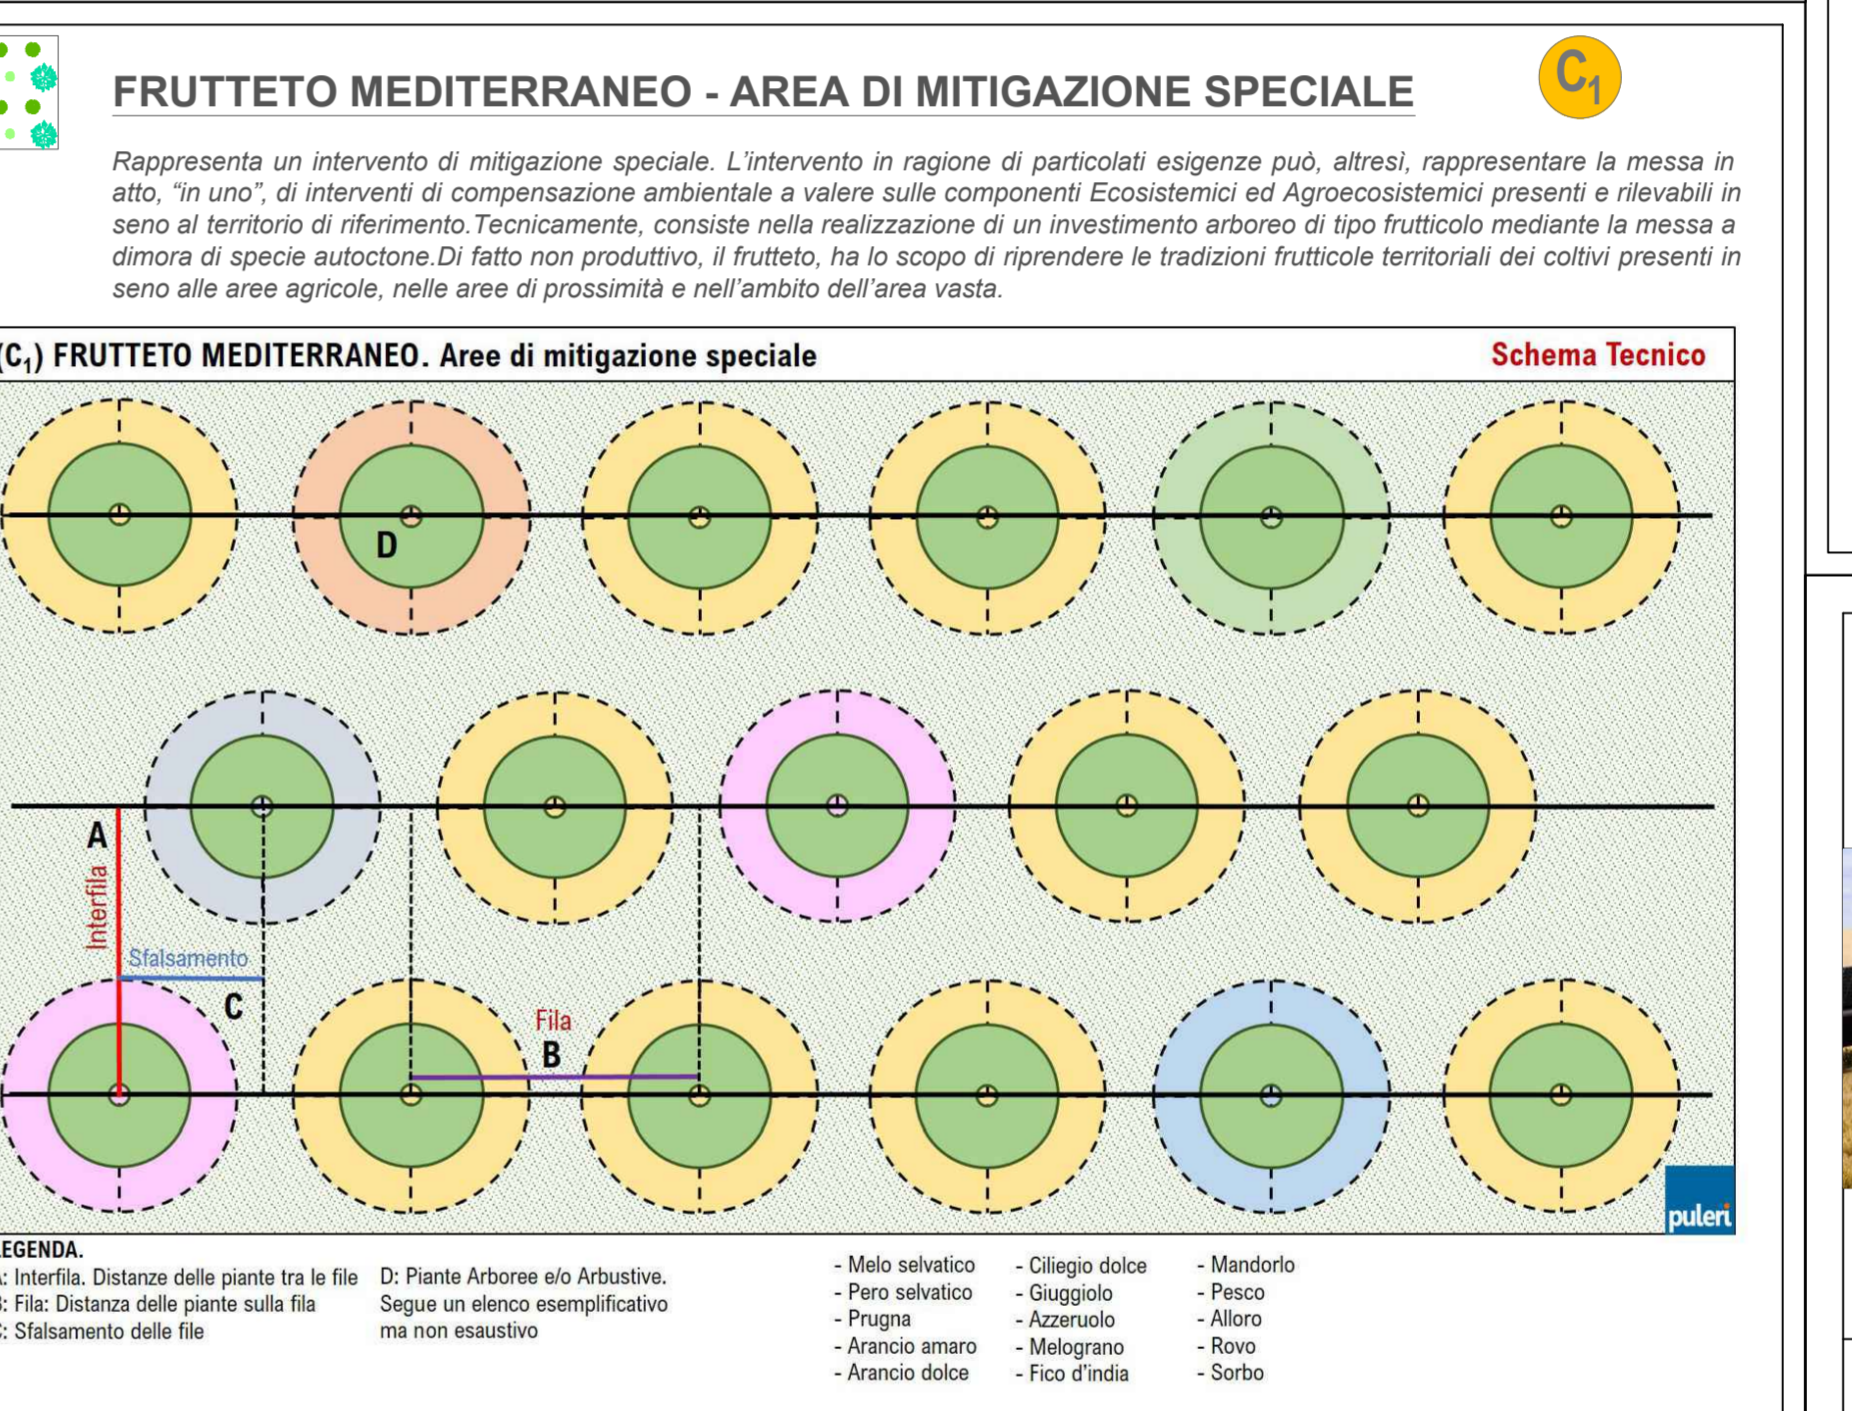 FRUTTETO MEDITERRANEO - AREA DI MITIGAZIONE SPECIALE
C1
Rappresenta un intervento di mitigazione speciale. L'intervento in ragione di particolati esigenze può, altresì, rappresentare la messa in
atto, “in uno”, di interventi di compensazione ambientale a valere sulle componenti Ecosistemici ed Agroecosistemici presenti e rilevabili in
seno al territorio di riferimento.Tecnicamente, consiste nella realizzazione di un investimento arboreo di tipo frutticolo mediante la messa a
dimora di specie autoctone.Di fatto non produttivo, il frutteto, ha lo scopo di riprendere le tradizioni frutticole territoriali dei coltivi presenti in
seno alle aree agricole, nelle aree di prossimità e nell'ambito dell'area vasta.
(C1) FRUTTETO MEDITERRANEO. Aree di mitigazione speciale
Schema Tecnico
D
A
Interfila
Sfalsamento
C
Fila
B
puleri
LEGENDA.
A: Interfila. Distanze delle piante tra le file
B: Fila: Distanza delle piante sulla fila
C: Sfalsamento delle file
D: Piante Arboree e/o Arbustive.
Segue un elenco esemplificativo
ma non esaustivo
- Melo selvatico
- Pero selvatico
- Prugna
- Arancio amaro
- Arancio dolce
- Ciliegio dolce
- Giuggiolo
- Azzeruolo
- Melograno
- Fico d'india
- Mandorlo
- Pesco
- Alloro
- Rovo
- Sorbo